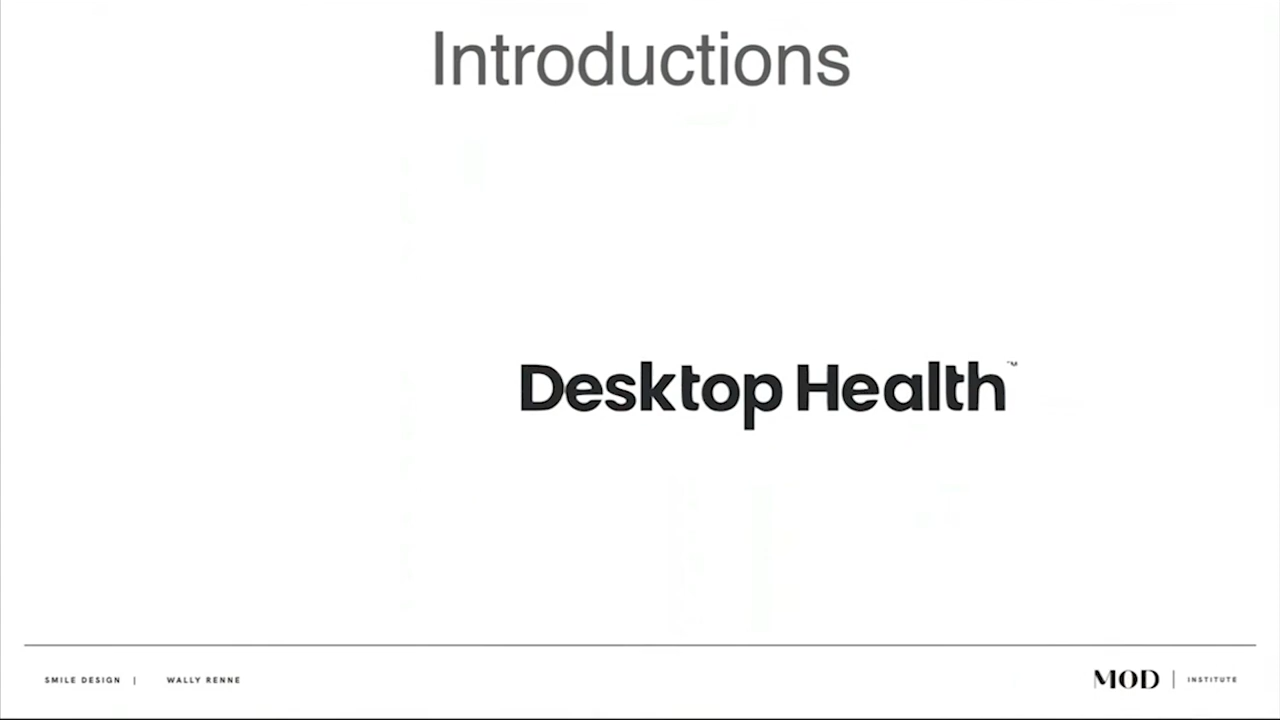 Introductions
Desktop Health™
SMILE DESIGN | WALLY RENNE
MOD | INSTITUTE